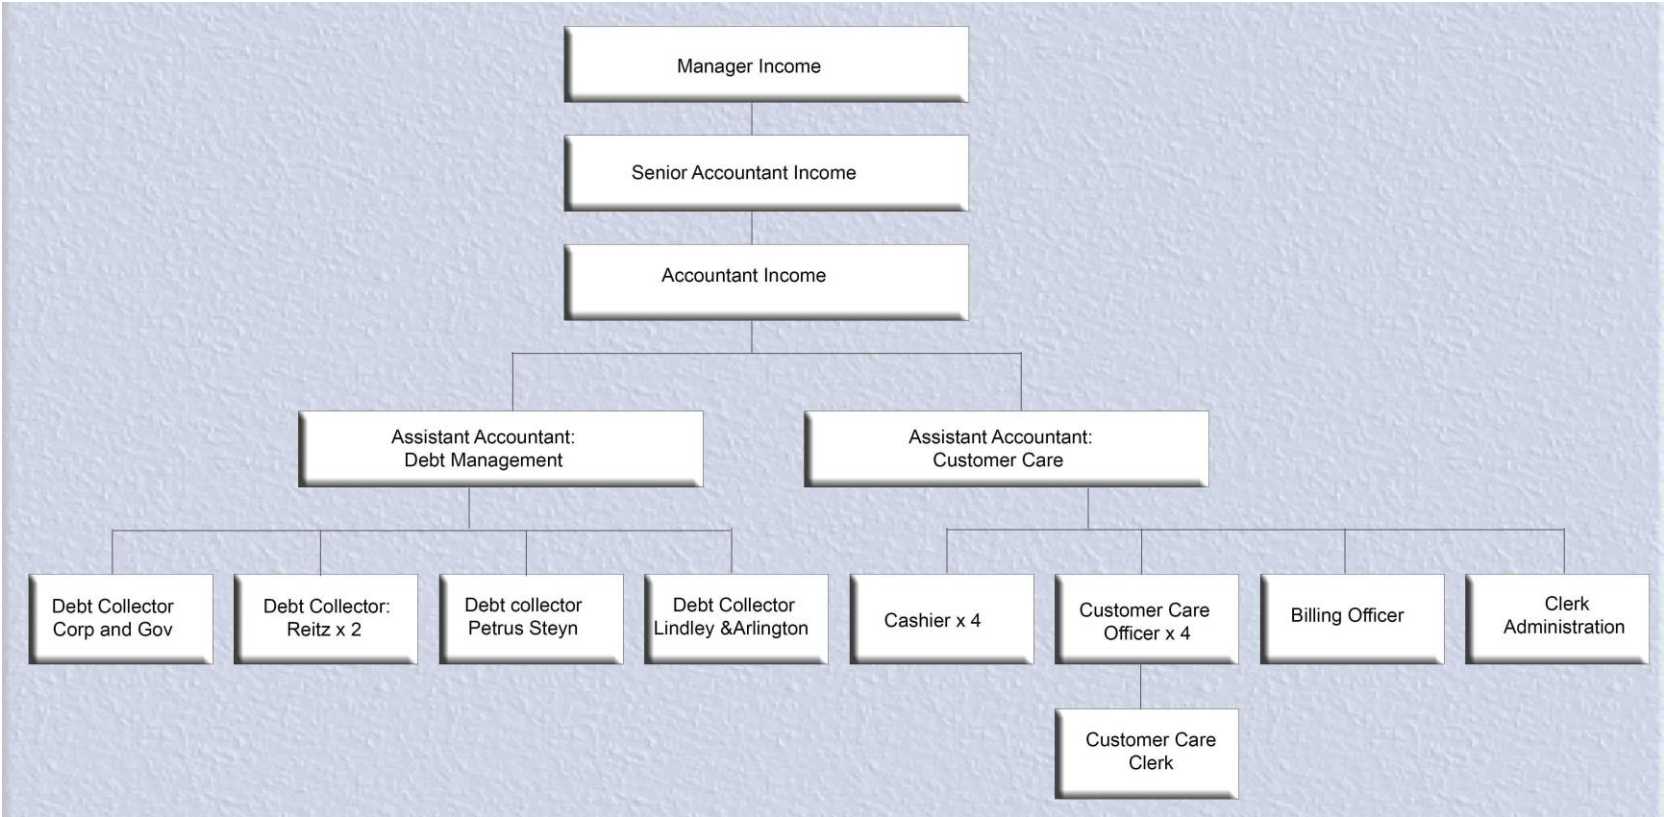 Manager Income
Senior Accountant Income
Accountant Income
Assistant Accountant:
Debt Management
Assistant Accountant:
Customer Care
Debt Collector
Corp and Gov
Debt Collector:
Reitz x 2
Debt collector
Petrus Steyn
Debt Collector
Lindley &Arlington
Cashier x 4
Customer Care
Officer x 4
Billing Officer
Clerk
Administration
Customer Care
Clerk